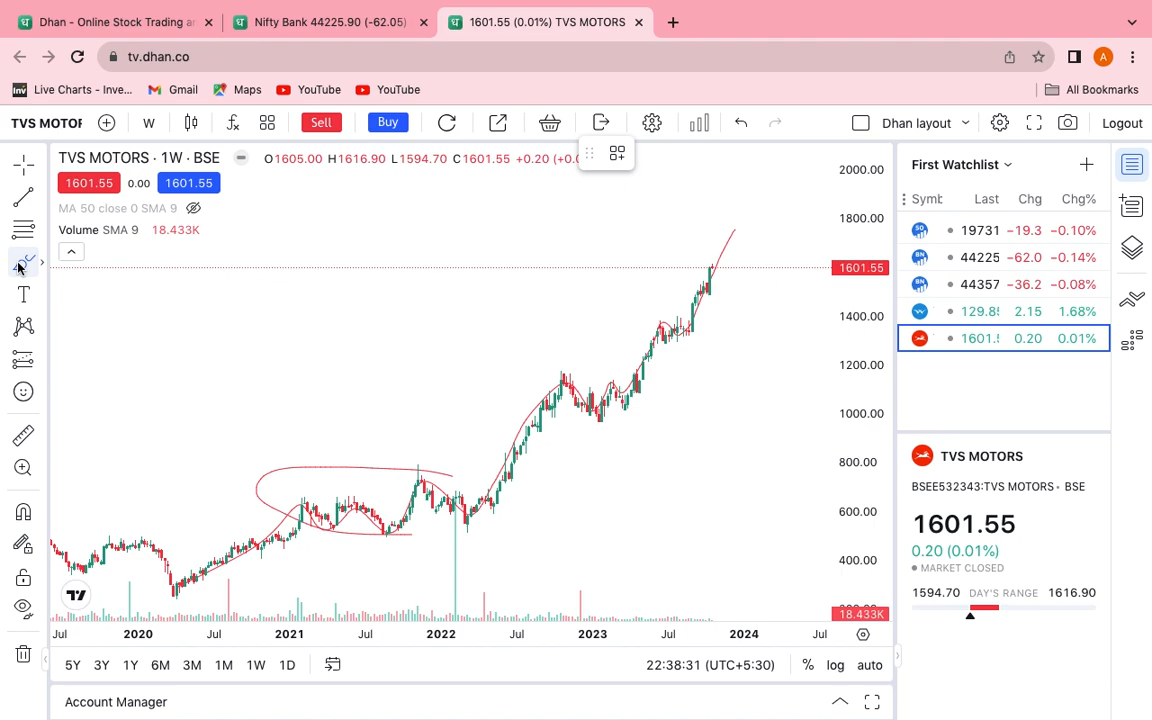 Dhan - Online Stock Trading a
Nifty Bank 44225.90 (-62.05)
1601.55 (0.01%) TVS MOTORS
tv.dhan.co
A
Inv Live Charts - Inve...
Gmail
Maps
YouTube
YouTube
All Bookmarks
TVS MOTOR
W
Sell
Buy
Dhan layout
Logout
TVS MOTORS · 1W · BSE
O1605.00 H1616.90 L1594.70 C1601.55 +0.20 (+0.0
1601.55 0.00 1601.55
MA 50 close 0 SMA 9
Volume SMA 9 18.433K
2000.00
1800.00
1601.55
1400.00
1200.00
1000.00
800.00
600.00
400.00
18.433K
Jul 2020 Jul 2021 Jul 2022 Jul 2023 Jul 2024 Jul
5Y 3Y 1Y 6M 3M 1M 1W 1D
22:38:31 (UTC+5:30) % log auto
Account Manager
First Watchlist
Symb Last Chg Chg%
19731 −19.3 −0.10%
44225 −62.0 −0.14%
44357 −36.2 −0.08%
129.8 2.15 1.68%
1601. 0.20 0.01%
TVS MOTORS
BSEE532343:TVS MOTORS · BSE
1601.55
0.20 (0.01%)
MARKET CLOSED
1594.70 DAY'S RANGE 1616.90